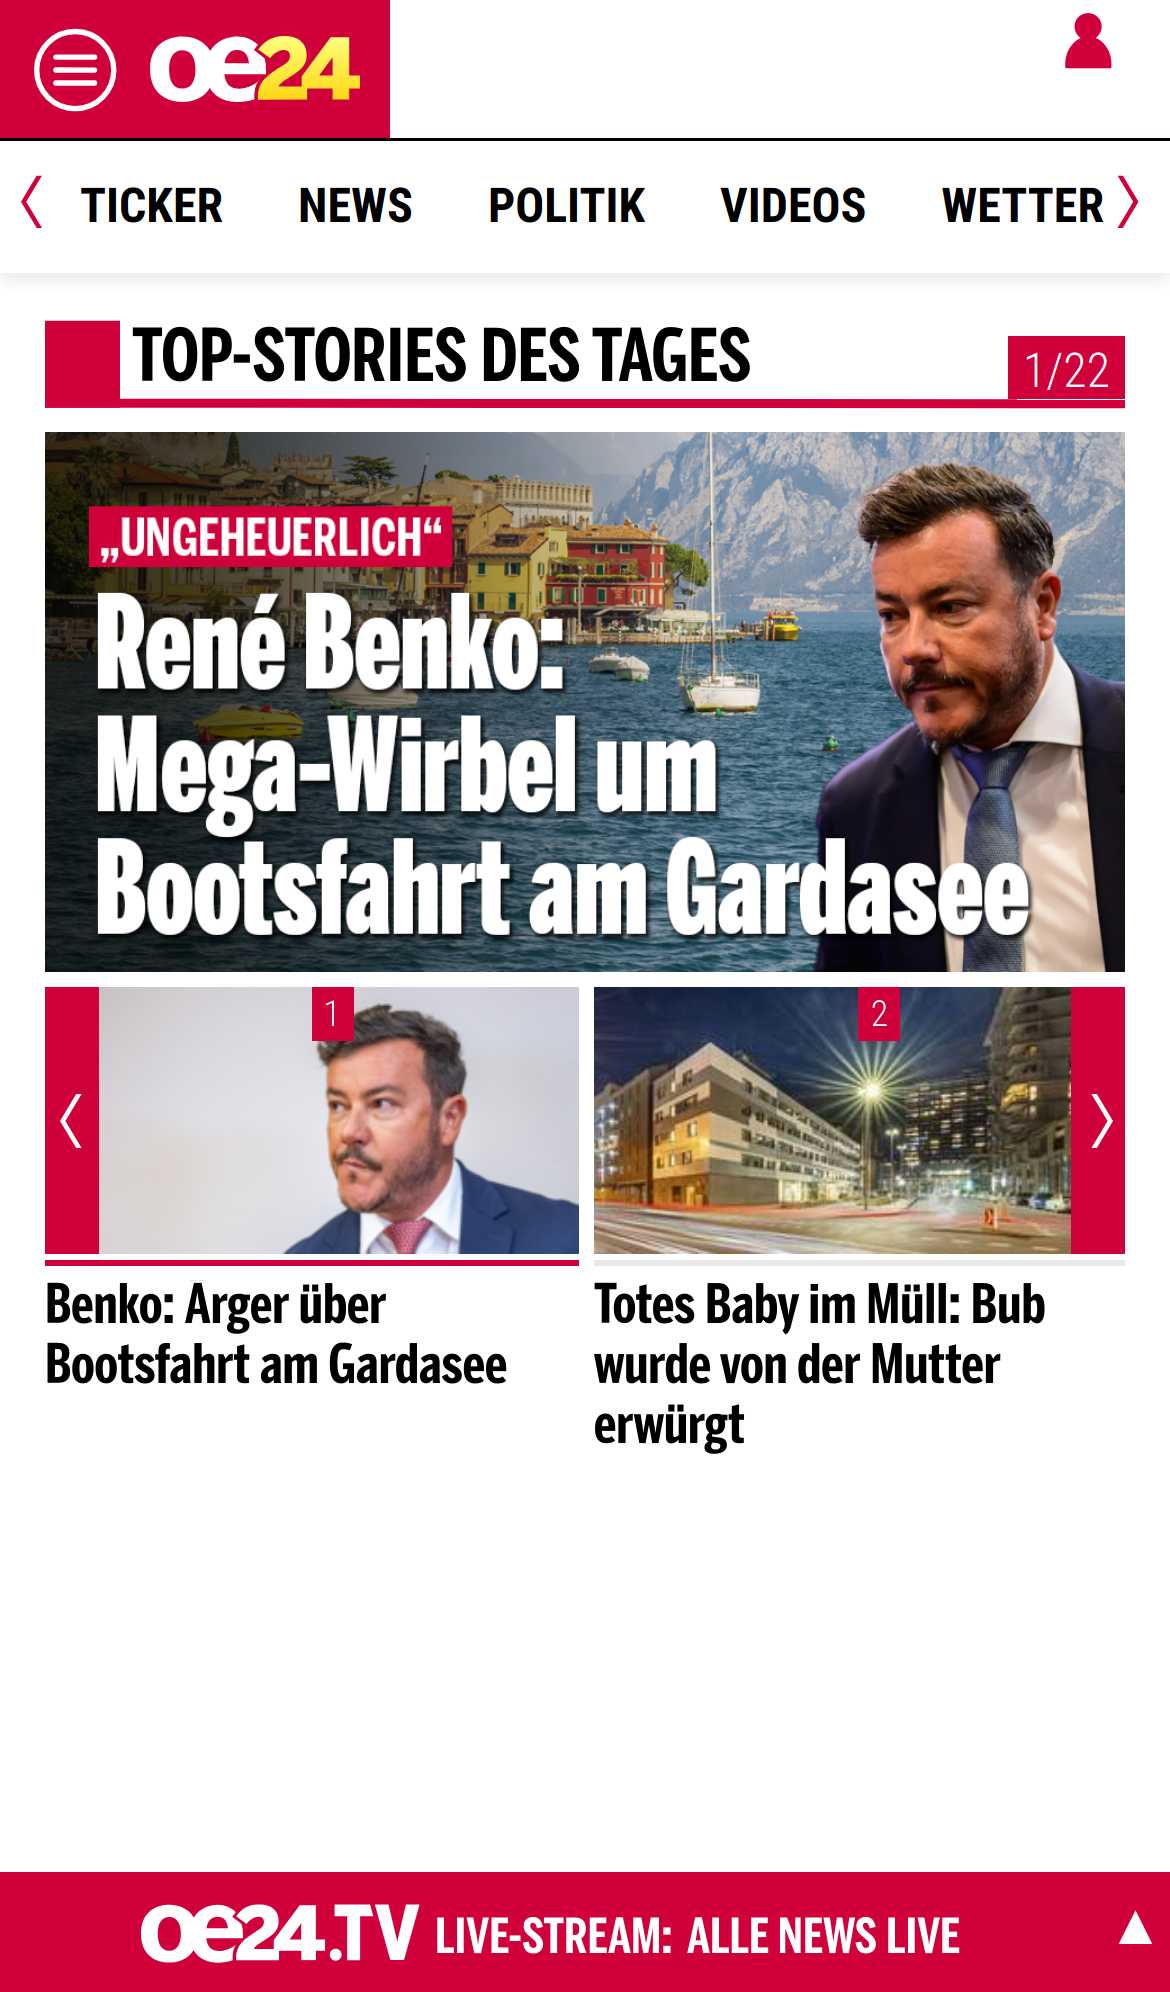 oe24
TICKER NEWS POLITIK VIDEOS WETTER
TOP-STORIES DES TAGES
1/22
„UNGEHEUERLICH“
René Benko:
Mega-Wirbel um
Bootsfahrt am Gardasee
1
2
Benko: Arger über
Bootsfahrt am Gardasee
Totes Baby im Müll: Bub
wurde von der Mutter
erwürgt
oe24.TV LIVE-STREAM: ALLE NEWS LIVE